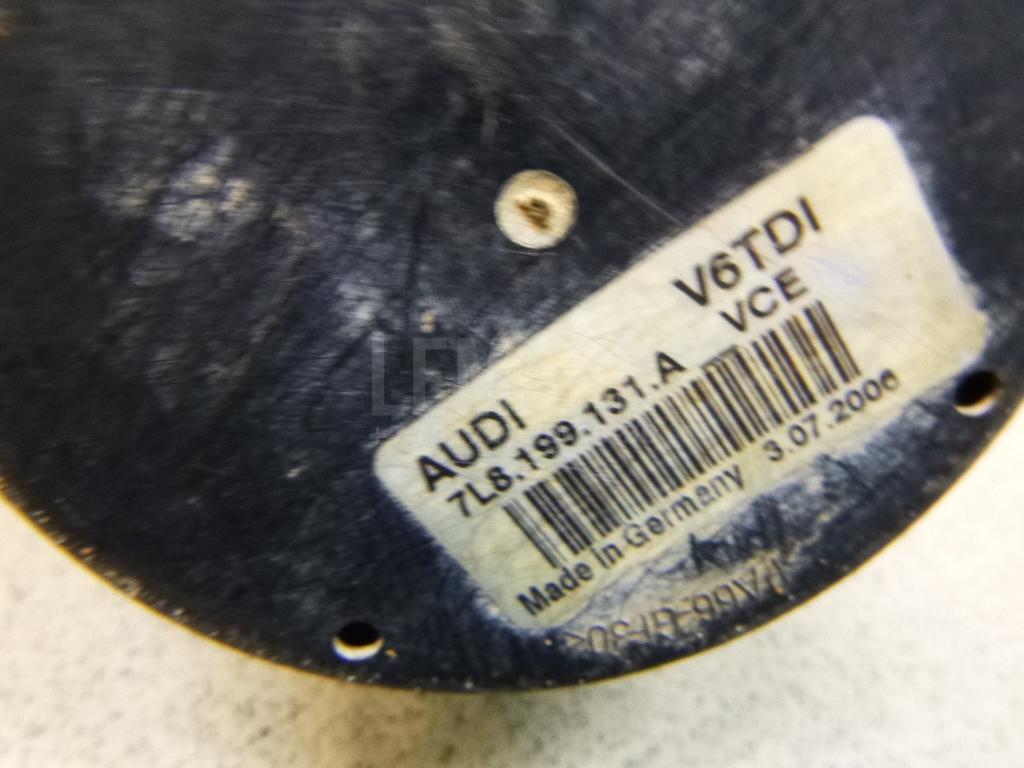 V6TDI
VCE
AUDI
7L8.199.131.A
Made in Germany 3.07.2006